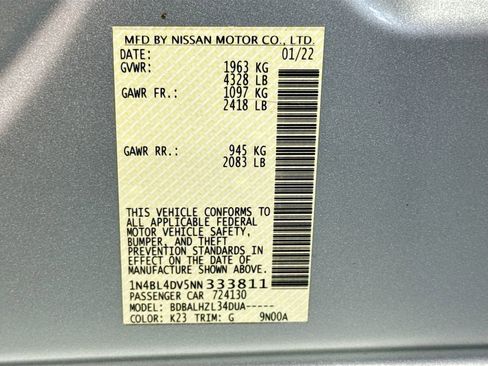 MFD BY NISSAN MOTOR CO., LTD.
DATE: 01/22
GVWR: 1963 KG
4328 LB
GAWR FR.: 1097 KG
2418 LB
GAWR RR.: 945 KG
2083 LB
THIS VEHICLE CONFORMS TO
ALL APPLICABLE FEDERAL
MOTOR VEHICLE SAFETY,
BUMPER, AND THEFT
PREVENTION STANDARDS IN
EFFECT ON THE DATE OF
MANUFACTURE SHOWN ABOVE.
1N4BL4DV5NN333811
PASSENGER CAR 724130
MODEL: BDBALHZL34DUA-----
COLOR: K23 TRIM: G 9N00A